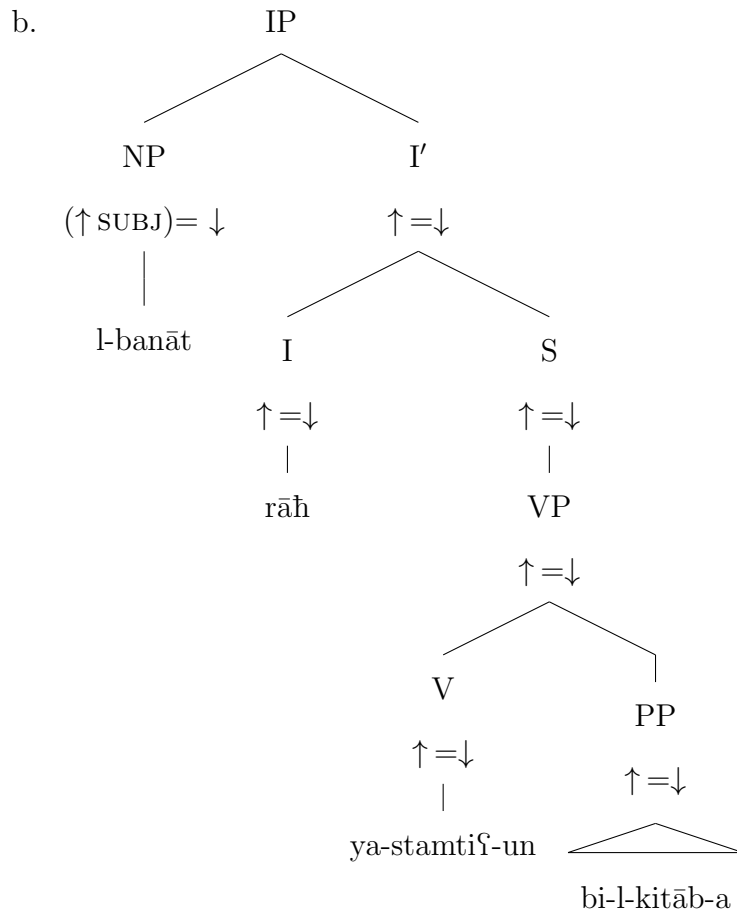 b. IP
NP I′
(↑ SUBJ)= ↓ ↑=↓
l-banāt I S
↑=↓ ↑=↓
rāħ VP
↑=↓
V PP
↑=↓ ↑=↓
ya-stamtiʕ-un
bi-l-kitāb-a